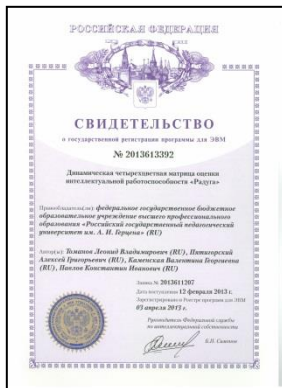 РОССИЙСКАЯ ФЕДЕРАЦИЯ
СВИДЕТЕЛЬСТВО
о государственной регистрации программы для ЭВМ
№ 2013613392
Динамическая четырехцветная матрица оценки
интеллектуальной работоспособности «Радуга»
Правообладатель(ли): федеральное государственное бюджетное
образовательное учреждение высшего профессионального
образования «Российский государственный педагогический
университет им. А. И. Герцена» (RU)
Автор(ы): Томанов Леонид Владимирович (RU), Пятигорский
Алексей Григорьевич (RU), Каменская Валентина Георгиевна
(RU), Павлов Константин Иванович (RU)
Заявка № 2013611207
Дата поступления 12 февраля 2013 г.
Зарегистрировано в Реестре программ для ЭВМ
03 апреля 2013 г.
Руководитель Федеральной службы
по интеллектуальной собственности
Б.П. Симонов